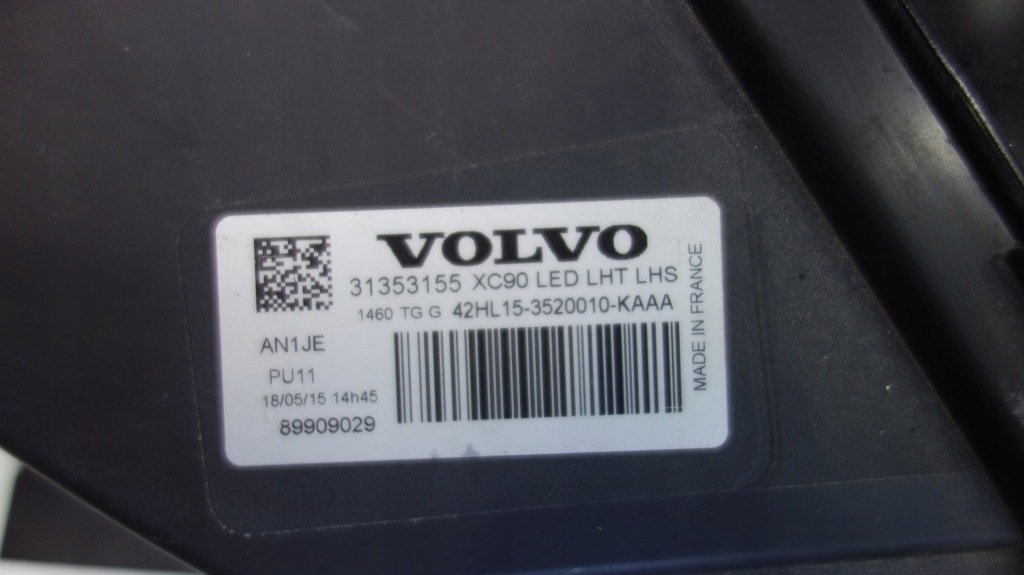 VOLVO
31353155 XC90 LED LHT LHS
1460 TG G 42HL15-3520010-KAAA
AN1JE
PU11
18/05/15 14h45
89909029
MADE IN FRANCE